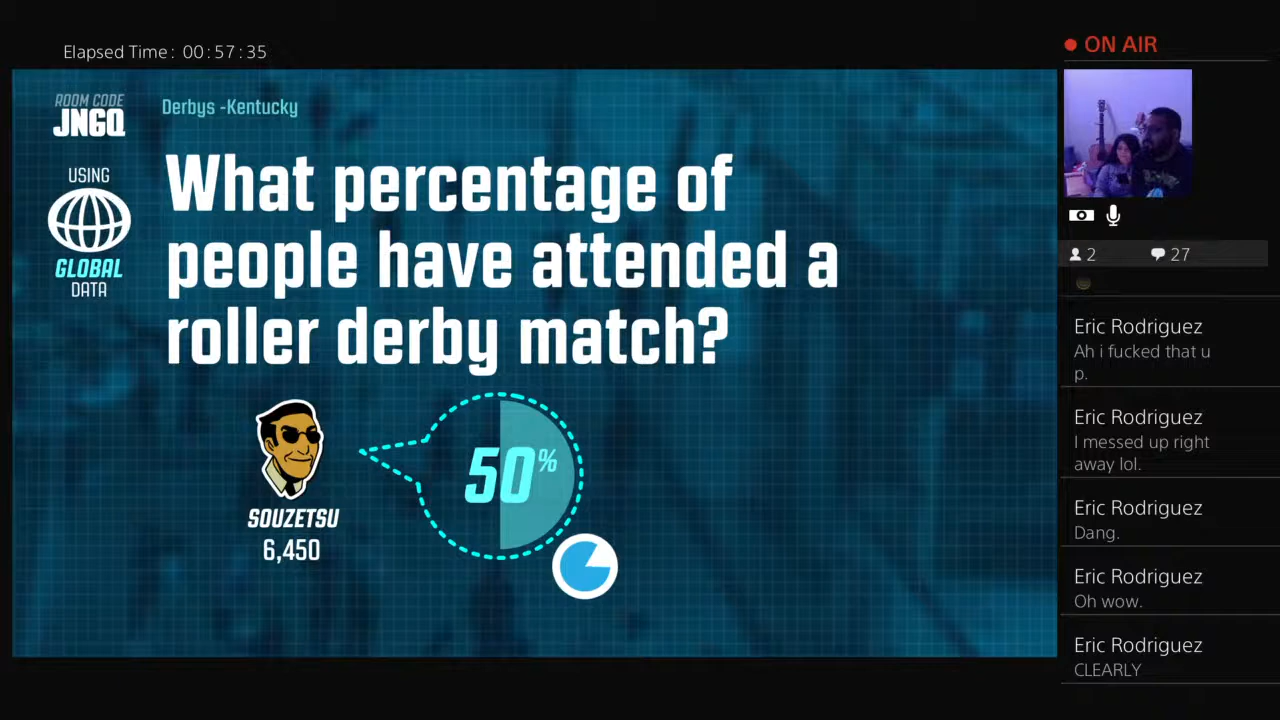 Elapsed Time: 00:57:35
ON AIR
ROOM CODE
JNGQ
Derbys -Kentucky
USING
GLOBAL
DATA
What percentage of
people have attended a
roller derby match?
50%
SOUZETSU
6,450
2
27
Eric Rodriguez
Ah i fucked that u
p.
Eric Rodriguez
I messed up right
away lol.
Eric Rodriguez
Dang.
Eric Rodriguez
Oh wow.
Eric Rodriguez
CLEARLY